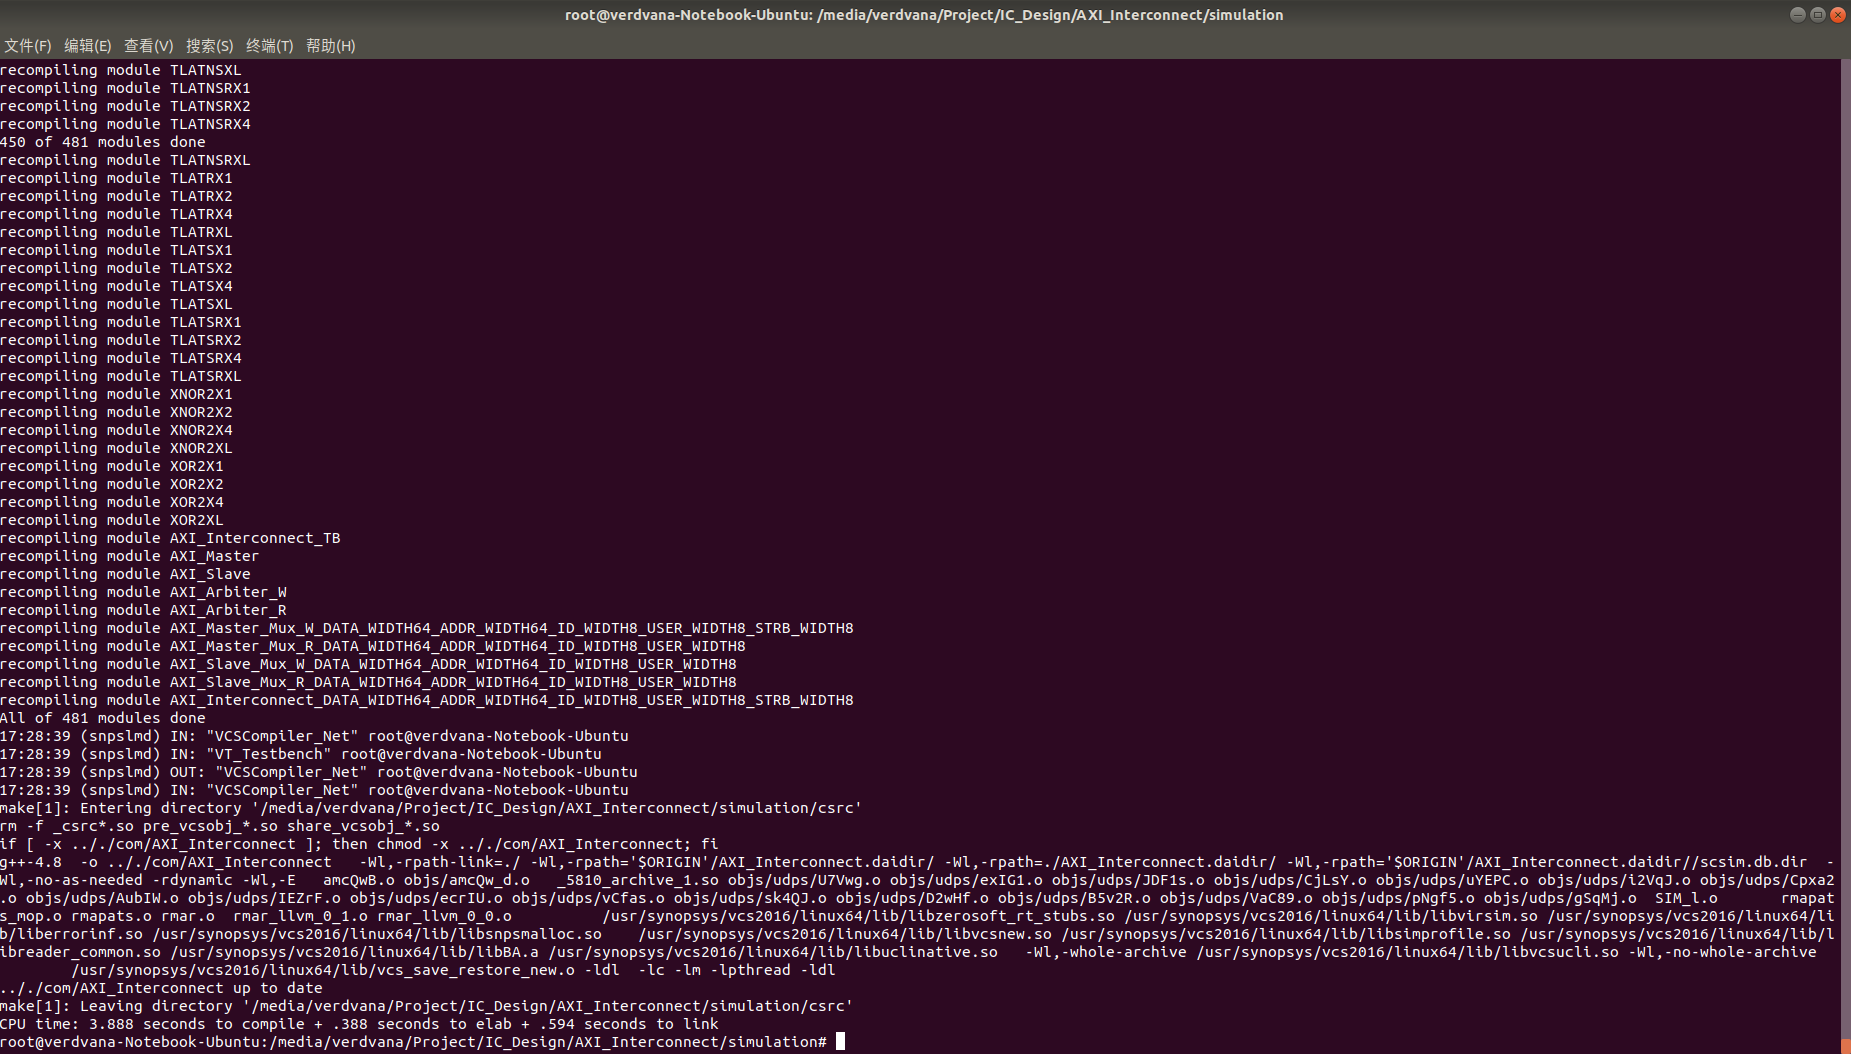 root@verdvana-Notebook-Ubuntu: /media/verdvana/Project/IC_Design/AXI_Interconnect/simulation
文件(F) 编辑(E) 查看(V) 搜索(S) 终端(T) 帮助(H)
recompiling module TLATNSXL
recompiling module TLATNSRX1
recompiling module TLATNSRX2
recompiling module TLATNSRX4
450 of 481 modules done
recompiling module TLATNSRXL
recompiling module TLATRX1
recompiling module TLATRX2
recompiling module TLATRX4
recompiling module TLATRXL
recompiling module TLATSX1
recompiling module TLATSX2
recompiling module TLATSX4
recompiling module TLATSXL
recompiling module TLATSRX1
recompiling module TLATSRX2
recompiling module TLATSRX4
recompiling module TLATSRXL
recompiling module XNOR2X1
recompiling module XNOR2X2
recompiling module XNOR2X4
recompiling module XNOR2XL
recompiling module XOR2X1
recompiling module XOR2X2
recompiling module XOR2X4
recompiling module XOR2XL
recompiling module AXI_Interconnect_TB
recompiling module AXI_Master
recompiling module AXI_Slave
recompiling module AXI_Arbiter_W
recompiling module AXI_Arbiter_R
recompiling module AXI_Master_Mux_W_DATA_WIDTH64_ADDR_WIDTH64_ID_WIDTH8_USER_WIDTH8_STRB_WIDTH8
recompiling module AXI_Master_Mux_R_DATA_WIDTH64_ADDR_WIDTH64_ID_WIDTH8_USER_WIDTH8
recompiling module AXI_Slave_Mux_W_DATA_WIDTH64_ADDR_WIDTH64_ID_WIDTH8_USER_WIDTH8
recompiling module AXI_Slave_Mux_R_DATA_WIDTH64_ADDR_WIDTH64_ID_WIDTH8_USER_WIDTH8
recompiling module AXI_Interconnect_DATA_WIDTH64_ADDR_WIDTH64_ID_WIDTH8_USER_WIDTH8_STRB_WIDTH8
All of 481 modules done
17:28:39 (snpslmd) IN: "VCSCompiler_Net" root@verdvana-Notebook-Ubuntu
17:28:39 (snpslmd) IN: "VT_Testbench" root@verdvana-Notebook-Ubuntu
17:28:39 (snpslmd) OUT: "VCSCompiler_Net" root@verdvana-Notebook-Ubuntu
17:28:39 (snpslmd) IN: "VCSCompiler_Net" root@verdvana-Notebook-Ubuntu
make[1]: Entering directory '/media/verdvana/Project/IC_Design/AXI_Interconnect/simulation/csrc'
rm -f _csrc*.so pre_vcsobj_*.so share_vcsobj_*.so
if [ -x .././com/AXI_Interconnect ]; then chmod -x .././com/AXI_Interconnect; fi
g++-4.8  -o .././com/AXI_Interconnect   -Wl,-rpath-link=./ -Wl,-rpath='$ORIGIN'/AXI_Interconnect.daidir/ -Wl,-rpath=./AXI_Interconnect.daidir/ -Wl,-rpath='$ORIGIN'/AXI_Interconnect.daidir//scsim.db.dir  -
Wl,-no-as-needed -rdynamic -Wl,-E   amcQwB.o objs/amcQw_d.o   _5810_archive_1.so objs/udps/U7Vwg.o objs/udps/exIG1.o objs/udps/JDF1s.o objs/udps/CjLsY.o objs/udps/uYEPC.o objs/udps/i2VqJ.o objs/udps/Cpxa2
.o objs/udps/AubIW.o objs/udps/IEZrF.o objs/udps/ecrIU.o objs/udps/vCfas.o objs/udps/sk4QJ.o objs/udps/D2wHf.o objs/udps/B5v2R.o objs/udps/VaC89.o objs/udps/pNgf5.o objs/udps/gSqMj.o  SIM_l.o       rmapat
s_mop.o rmapats.o rmar.o  rmar_llvm_0_1.o rmar_llvm_0_0.o          /usr/synopsys/vcs2016/linux64/lib/libzerosoft_rt_stubs.so /usr/synopsys/vcs2016/linux64/lib/libvirsim.so /usr/synopsys/vcs2016/linux64/li
b/liberrorinf.so /usr/synopsys/vcs2016/linux64/lib/libsnpsmalloc.so    /usr/synopsys/vcs2016/linux64/lib/libvcsnew.so /usr/synopsys/vcs2016/linux64/lib/libsimprofile.so /usr/synopsys/vcs2016/linux64/lib/l
ibreader_common.so /usr/synopsys/vcs2016/linux64/lib/libBA.a /usr/synopsys/vcs2016/linux64/lib/libuclinative.so   -Wl,-whole-archive /usr/synopsys/vcs2016/linux64/lib/libvcsucli.so -Wl,-no-whole-archive
/usr/synopsys/vcs2016/linux64/lib/vcs_save_restore_new.o -ldl  -lc -lm -lpthread -ldl
.././com/AXI_Interconnect up to date
make[1]: Leaving directory '/media/verdvana/Project/IC_Design/AXI_Interconnect/simulation/csrc'
CPU time: 3.888 seconds to compile + .388 seconds to elab + .594 seconds to link
root@verdvana-Notebook-Ubuntu:/media/verdvana/Project/IC_Design/AXI_Interconnect/simulation#